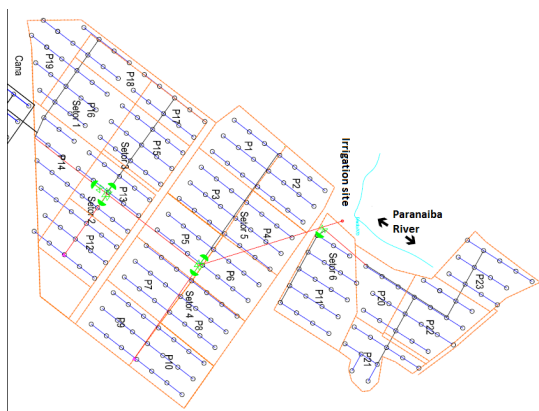 Cana
P19
P18
P17
P16
Setor 1
Setor 3
P15
P14
P13
Setor 2
P12
P1
P2
P3
Setor 5
P4
P5
P6
P7
Setor 4
P8
P9
P10
Irrigation site
Paranaiba
River
Setor 6
P11
P20
P22
P23
P21